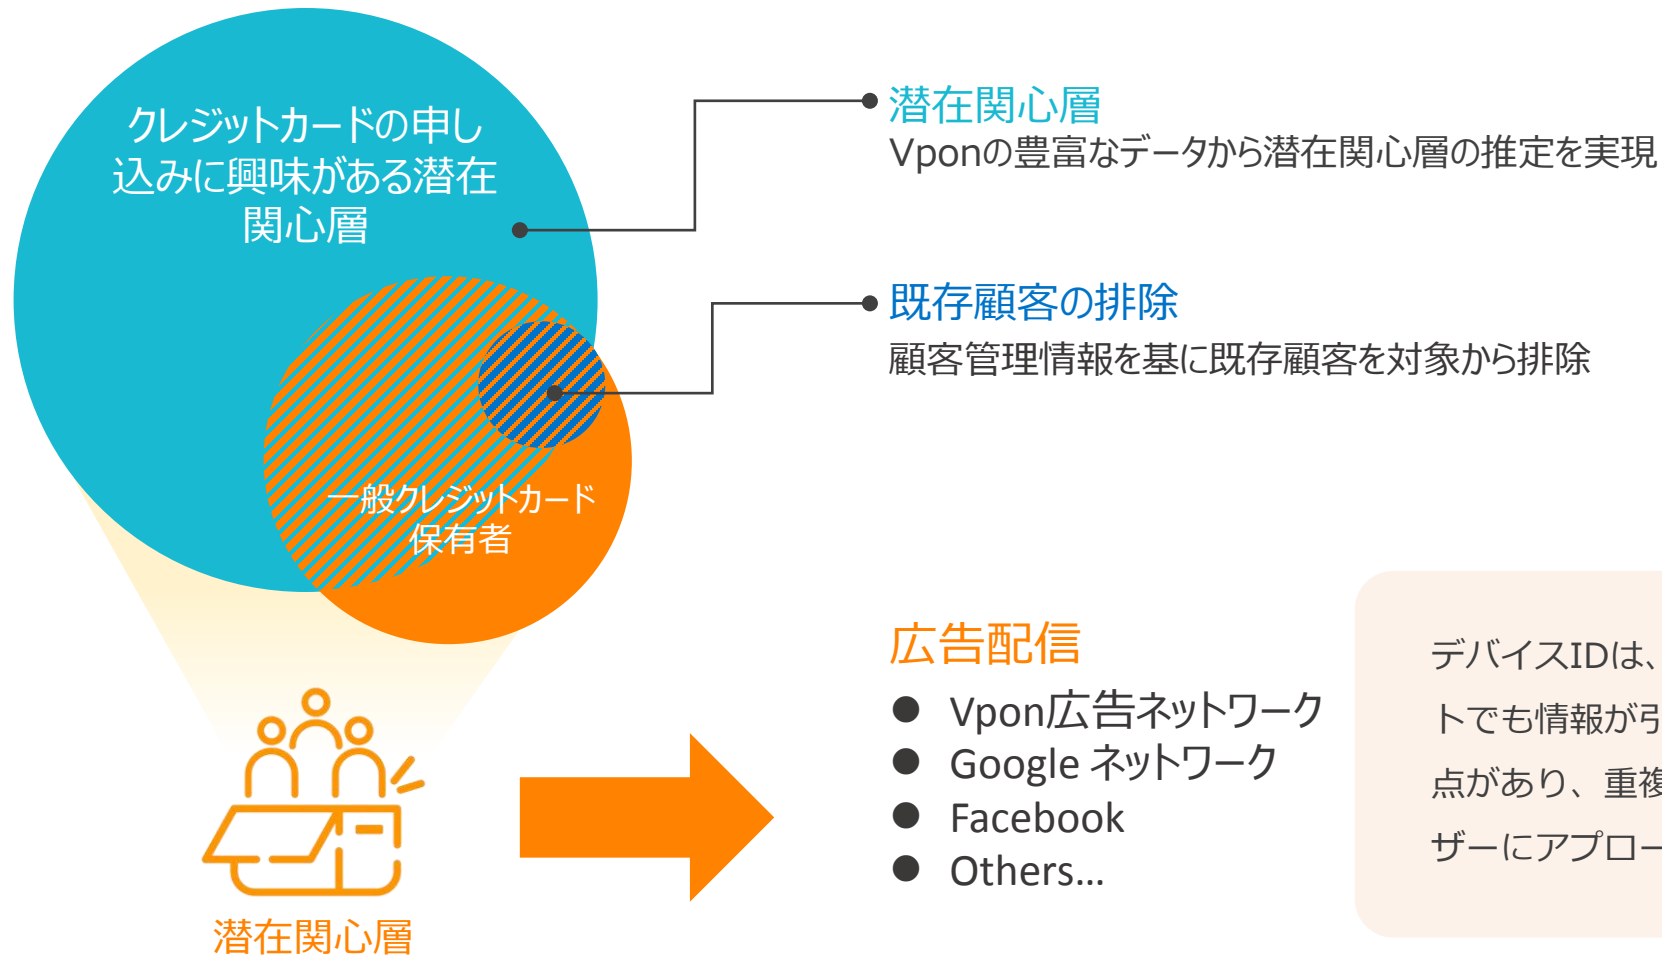 クレジットカードの申し
込みに興味がある潜在
関心層
一般クレジットカード
保有者
潜在関心層
潜在関心層
Vponの豊富なデータから潜在関心層の推定を実現
既存顧客の排除
顧客管理情報を基に既存顧客を対象から排除
広告配信
● Vpon広告ネットワーク
● Google ネットワーク
● Facebook
● Others…
デバイスIDは、
トでも情報が引
点があり、重複
ザーにアプロー